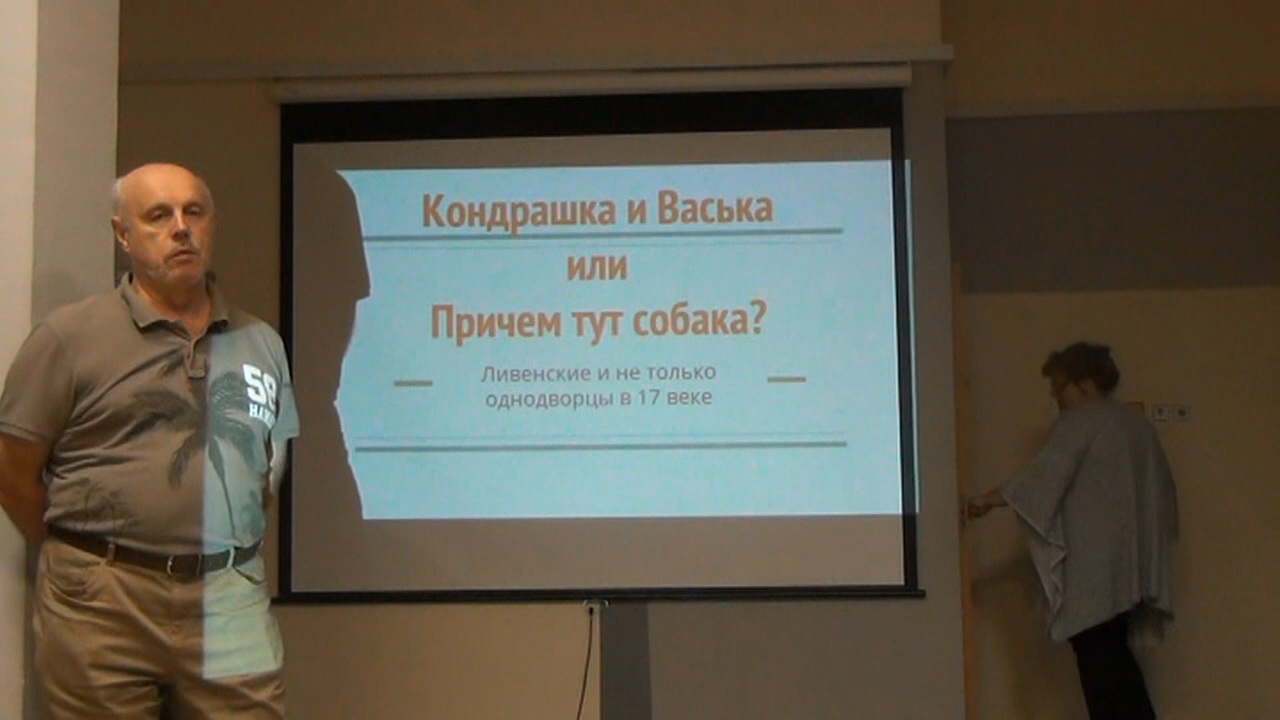 Кондрашка и Васька
или
Причем тут собака?
Ливенские и не только
однодворцы в 17 веке